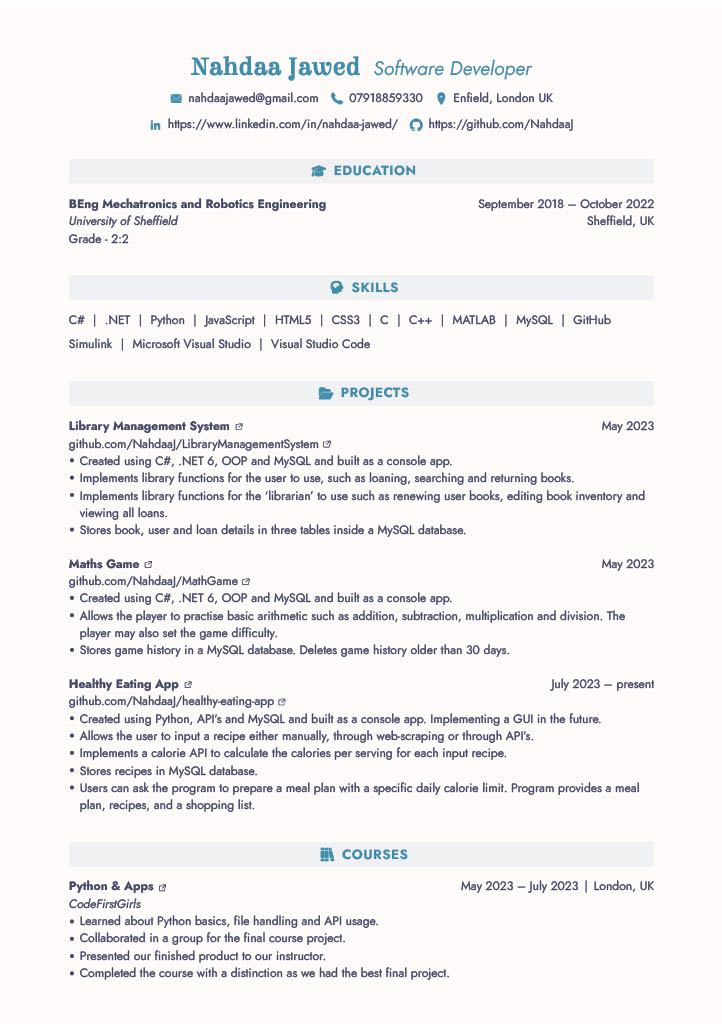 Nahdaa Jawed Software Developer
nahdaajawed@gmail.com 07918859330 Enfield, London UK
https://www.linkedin.com/in/nahdaa-jawed/ https://github.com/NahdaaJ
EDUCATION
BEng Mechatronics and Robotics Engineering September 2018 – October 2022
University of Sheffield Sheffield, UK
Grade - 2:2
SKILLS
C# | .NET | Python | JavaScript | HTML5 | CSS3 | C | C++ | MATLAB | MySQL | GitHub
Simulink | Microsoft Visual Studio | Visual Studio Code
PROJECTS
Library Management System May 2023
github.com/NahdaaJ/LibraryManagementSystem
• Created using C#, .NET 6, OOP and MySQL and built as a console app.
• Implements library functions for the user to use, such as loaning, searching and returning books.
• Implements library functions for the ‘librarian’ to use such as renewing user books, editing book inventory and
viewing all loans.
• Stores book, user and loan details in three tables inside a MySQL database.
Maths Game May 2023
github.com/NahdaaJ/MathGame
• Created using C#, .NET 6, OOP and MySQL and built as a console app.
• Allows the player to practise basic arithmetic such as addition, subtraction, multiplication and division. The
player may also set the game difficulty.
• Stores game history in a MySQL database. Deletes game history older than 30 days.
Healthy Eating App July 2023 – present
github.com/NahdaaJ/healthy-eating-app
• Created using Python, API’s and MySQL and built as a console app. Implementing a GUI in the future.
• Allows the user to input a recipe either manually, through web-scraping or through API’s.
• Implements a calorie API to calculate the calories per serving for each input recipe.
• Stores recipes in MySQL database.
• Users can ask the program to prepare a meal plan with a specific daily calorie limit. Program provides a meal
plan, recipes, and a shopping list.
COURSES
Python & Apps May 2023 – July 2023 | London, UK
CodeFirstGirls
• Learned about Python basics, file handling and API usage.
• Collaborated in a group for the final course project.
• Presented our finished product to our instructor.
• Completed the course with a distinction as we had the best final project.